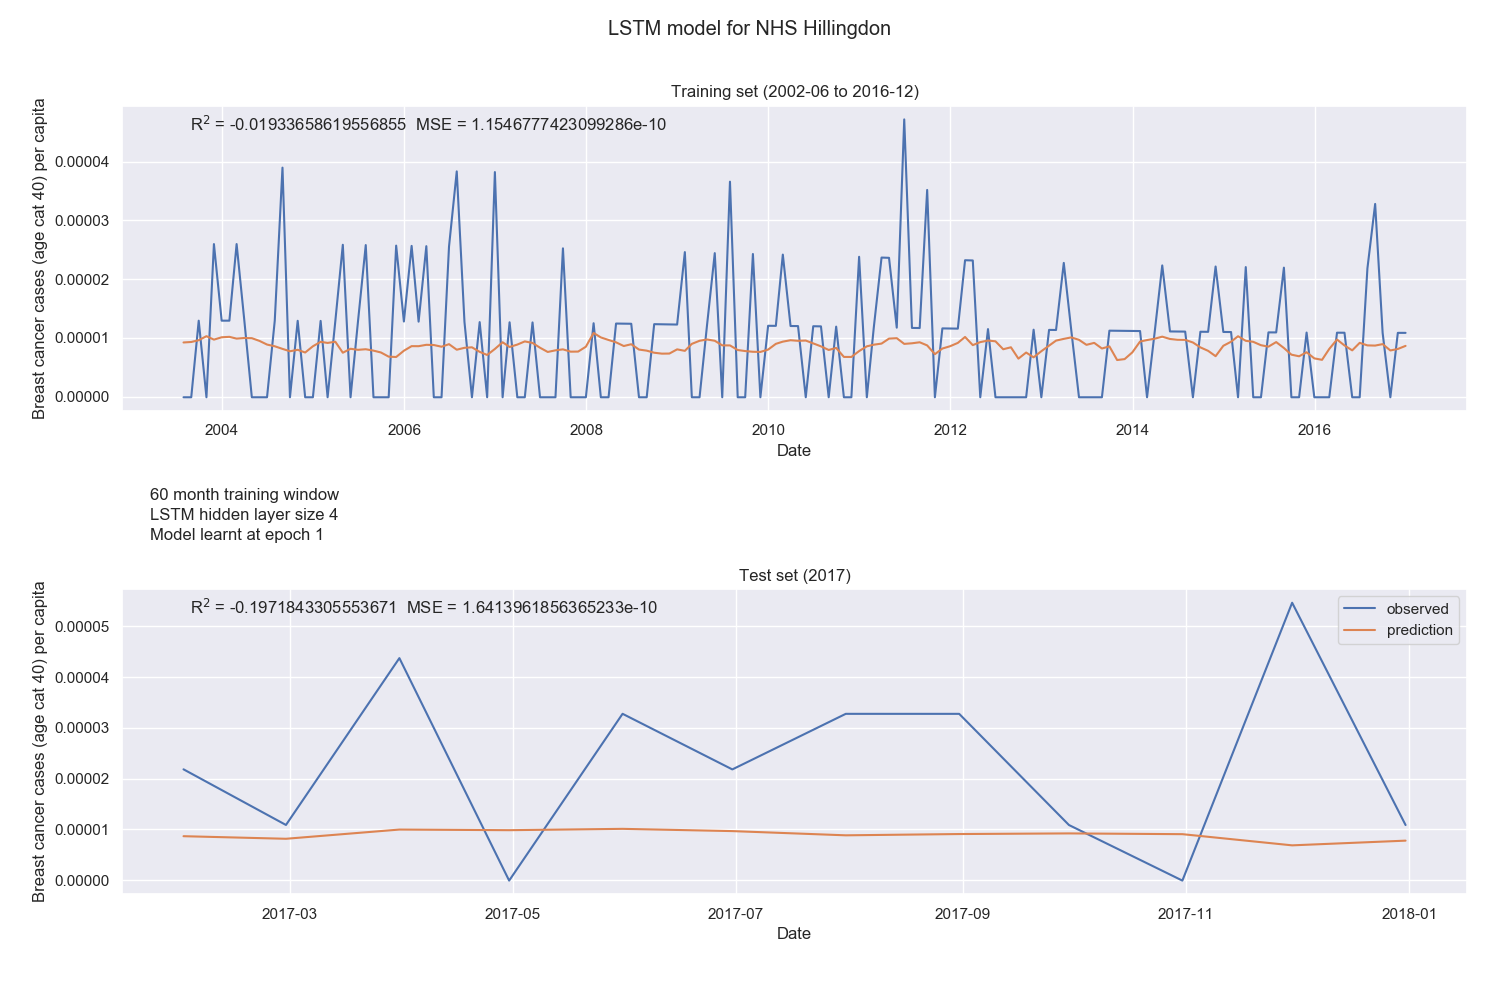 LSTM model for NHS Hillingdon
Training set (2002-06 to 2016-12)
R² = -0.01933658619556855 MSE = 1.1546777423099286e-10
Breast cancer cases (age cat 40) per capita
0.00004
0.00003
0.00002
0.00001
0.00000
2004 2006 2008 2010 2012 2014 2016
Date
60 month training window
LSTM hidden layer size 4
Model learnt at epoch 1
Test set (2017)
R² = -0.1971843305553671 MSE = 1.6413961856365233e-10
observed
prediction
Breast cancer cases (age cat 40) per capita
0.00005
0.00004
0.00003
0.00002
0.00001
0.00000
2017-03 2017-05 2017-07 2017-09 2017-11 2018-01
Date